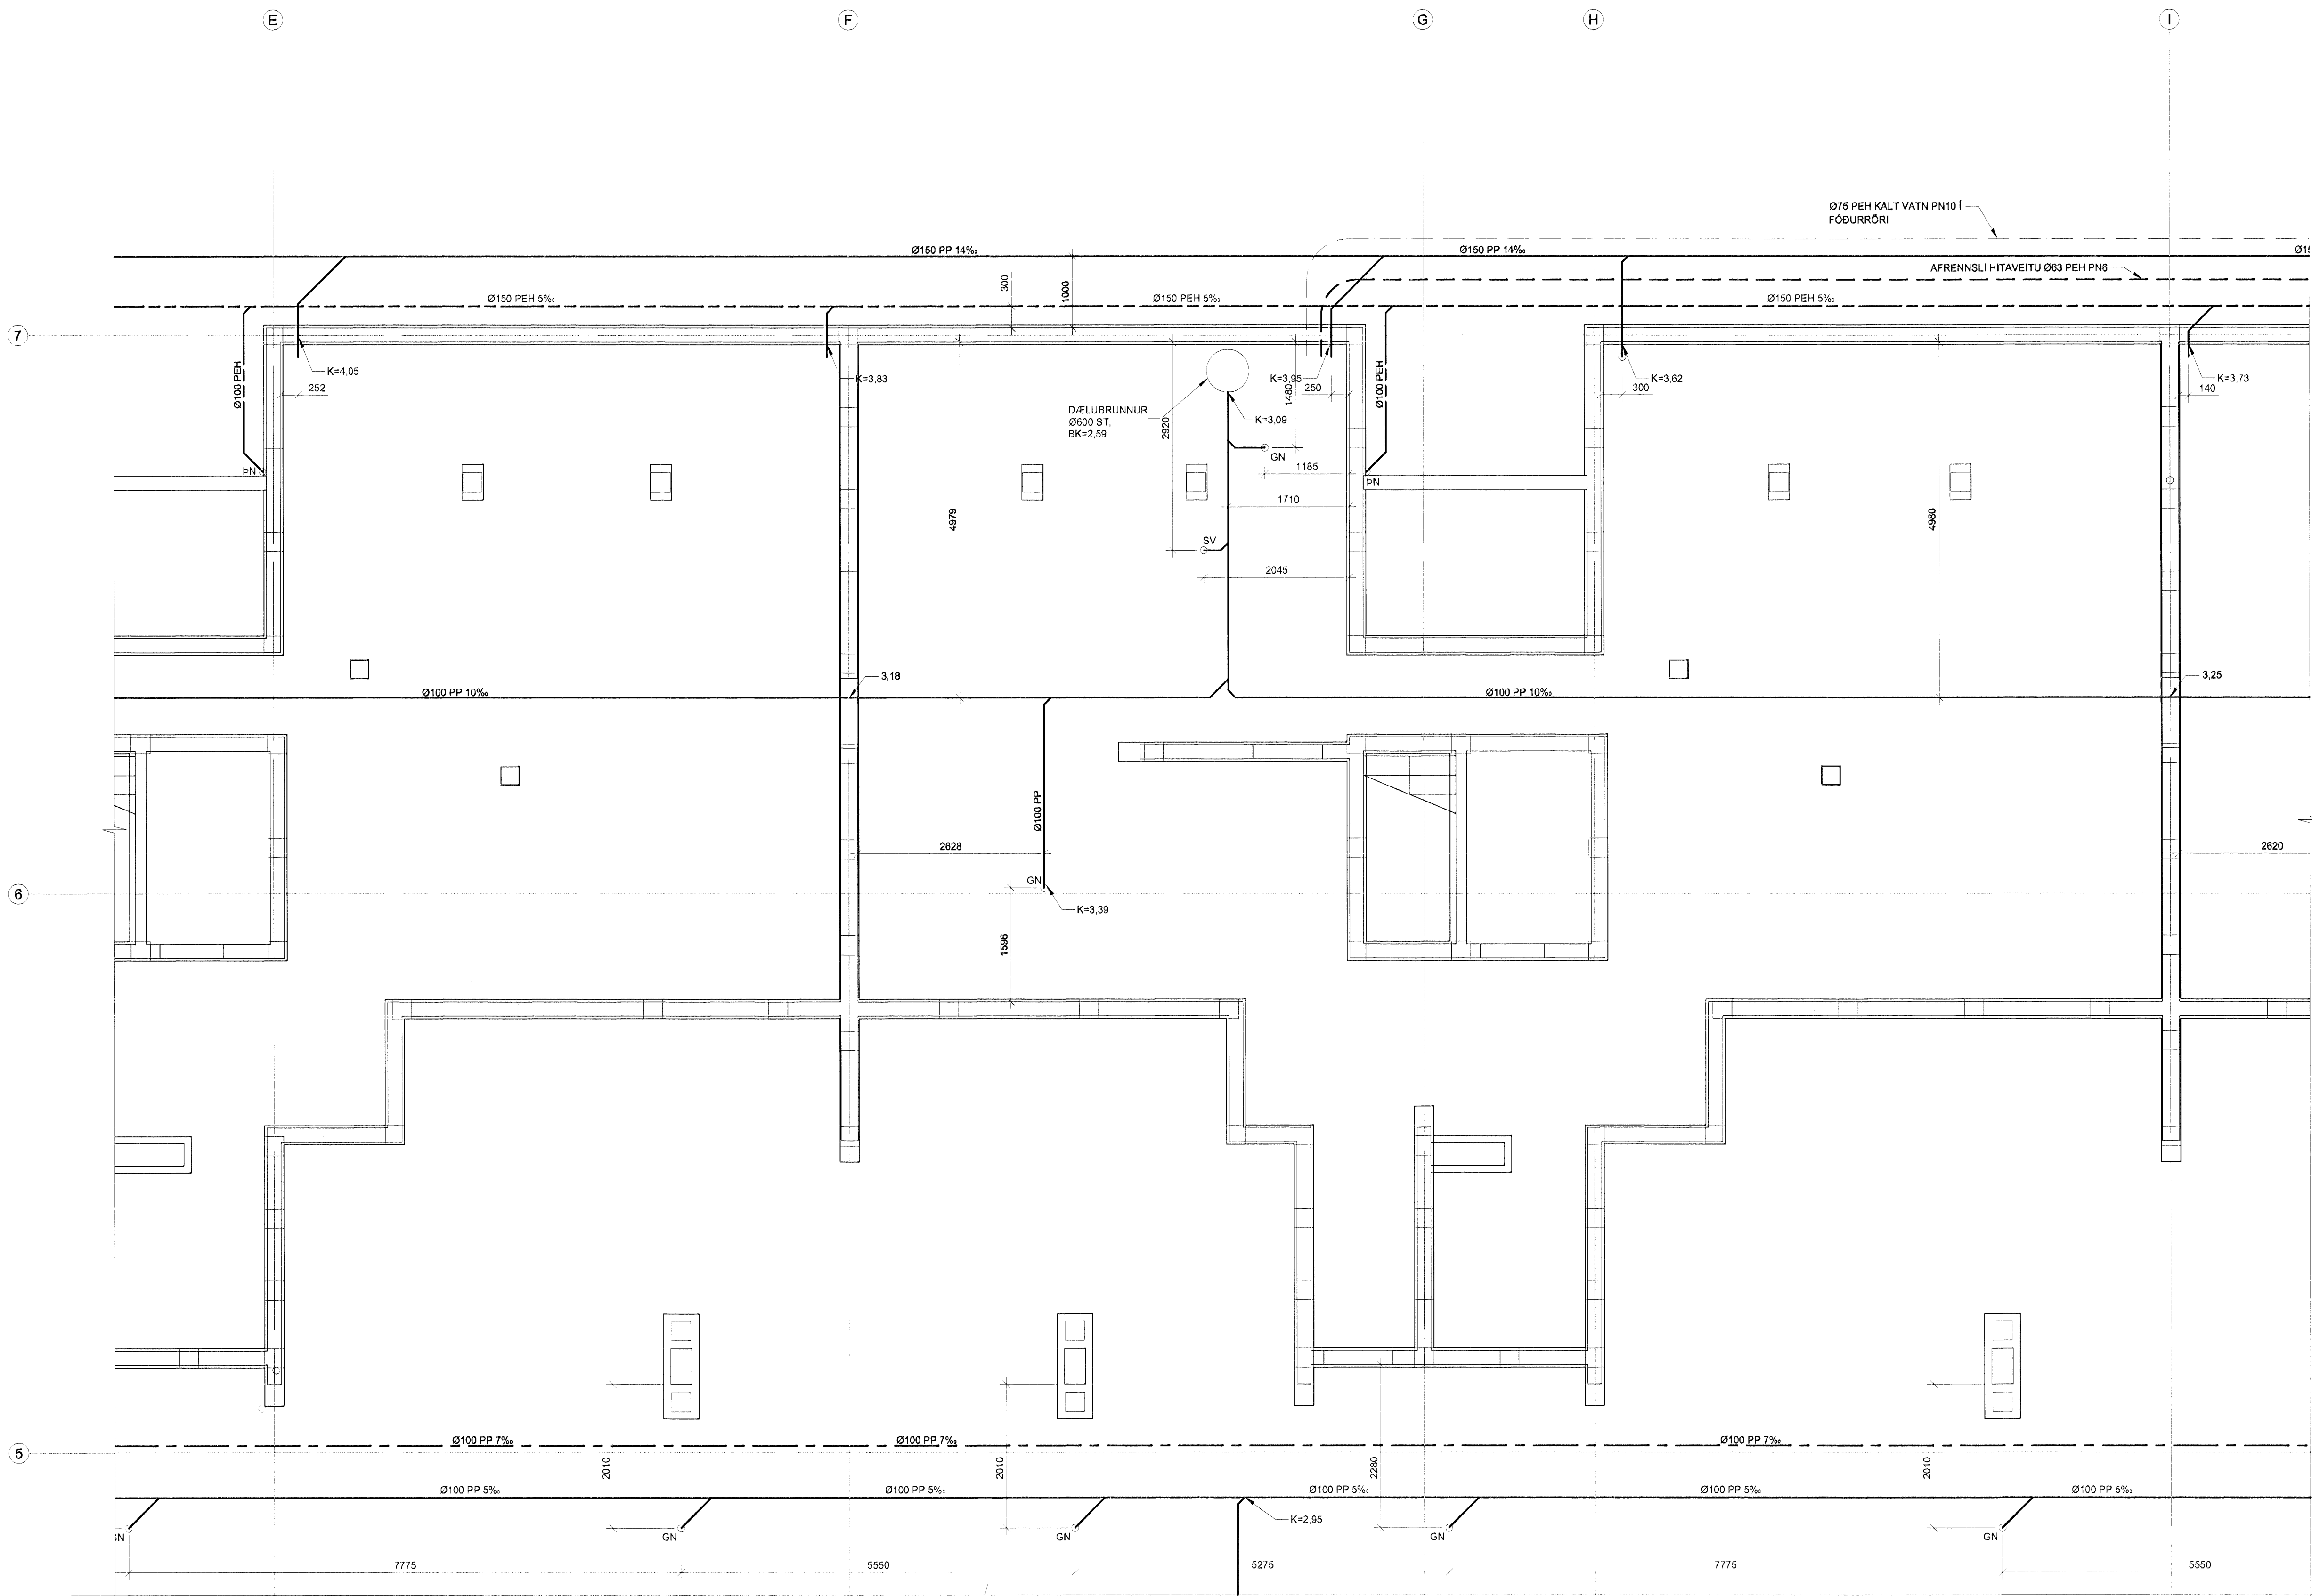 E
F
G
H
I
Ø75 PEH KALT VATN PN10 Í
FÓÐURRÖRI
Ø150 PP 14‰
Ø150 PP 14‰
AFRENNSLI HITAVEITU Ø63 PEH PN6
300
1000
Ø150 PEH 5‰
Ø150 PEH 5‰
Ø150 PEH 5‰
7
Ø100 PEH
K=4,05
252
K=3,83
K=3,95
250
1480
Ø100 PEH
K=3,62
300
K=3,73
140
DÆLUBRUNNUR
Ø600 ST,
BK=2,59
2920
K=3,09
GN
1185
ÞN
ÞN
1710
4979
4980
SV
2045
3,18
3,25
Ø100 PP 10‰
Ø100 PP 10‰
Ø100 PP
2628
2620
6
GN
K=3,39
1596
5
Ø100 PP 7‰
Ø100 PP 7‰
Ø100 PP 7‰
2010
2010
2280
2010
Ø100 PP 5‰
Ø100 PP 5‰
Ø100 PP 5‰
Ø100 PP 5‰
Ø100 PP 5‰
K=2,95
GN
GN
GN
GN
GN
7775
5550
5275
7775
5550